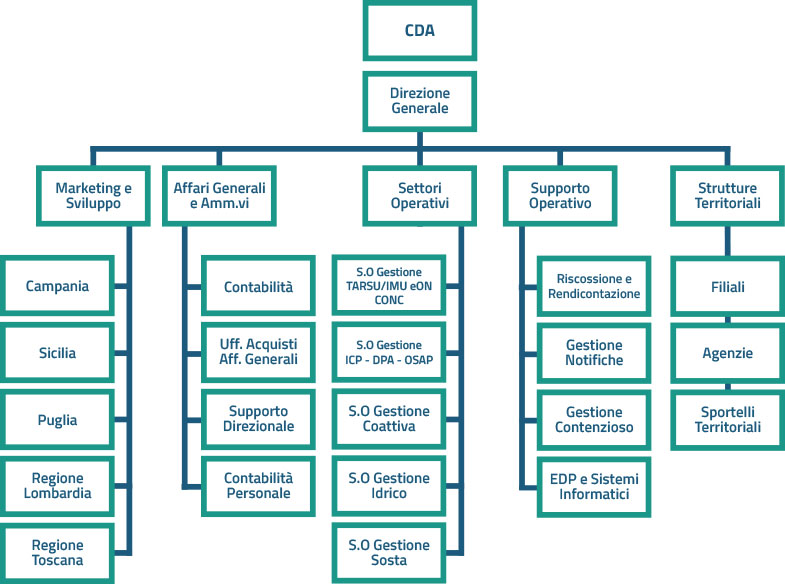 CDA
Direzione
Generale
Marketing e
Sviluppo
Affari Generali
e Amm.vi
Settori
Operativi
Supporto
Operativo
Strutture
Territoriali
Campania
Sicilia
Puglia
Regione
Lombardia
Regione
Toscana
Contabilità
Uff. Acquisti
Aff. Generali
Supporto
Direzionale
Contabilità
Personale
S.O Gestione
TARSU/IMU eON
CONC
S.O Gestione
ICP - DPA - OSAP
S.O Gestione
Coattiva
S.O Gestione
Idrico
S.O Gestione
Sosta
Riscossione e
Rendicontazione
Gestione
Notifiche
Gestione
Contenzioso
EDP e Sistemi
Informatici
Filiali
Agenzie
Sportelli
Territoriali